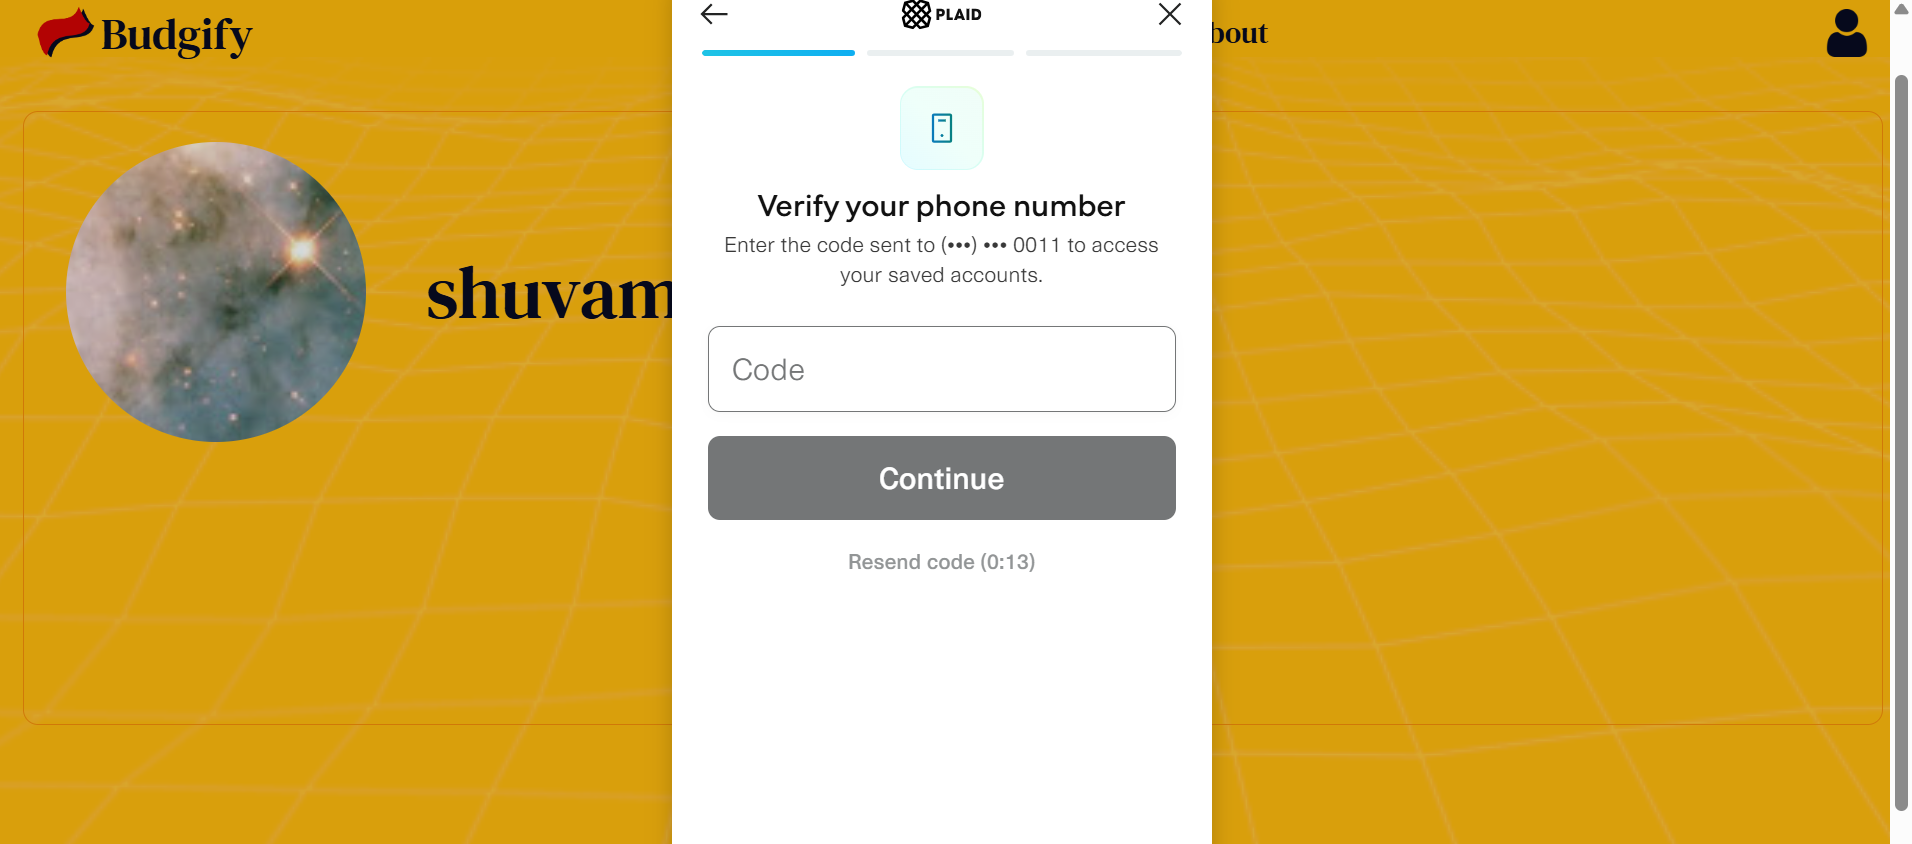 Budgify
PLAID
bout
Verify your phone number
Enter the code sent to (•••) ••• 0011 to access
your saved accounts.
shuvam
Code
Continue
Resend code (0:13)